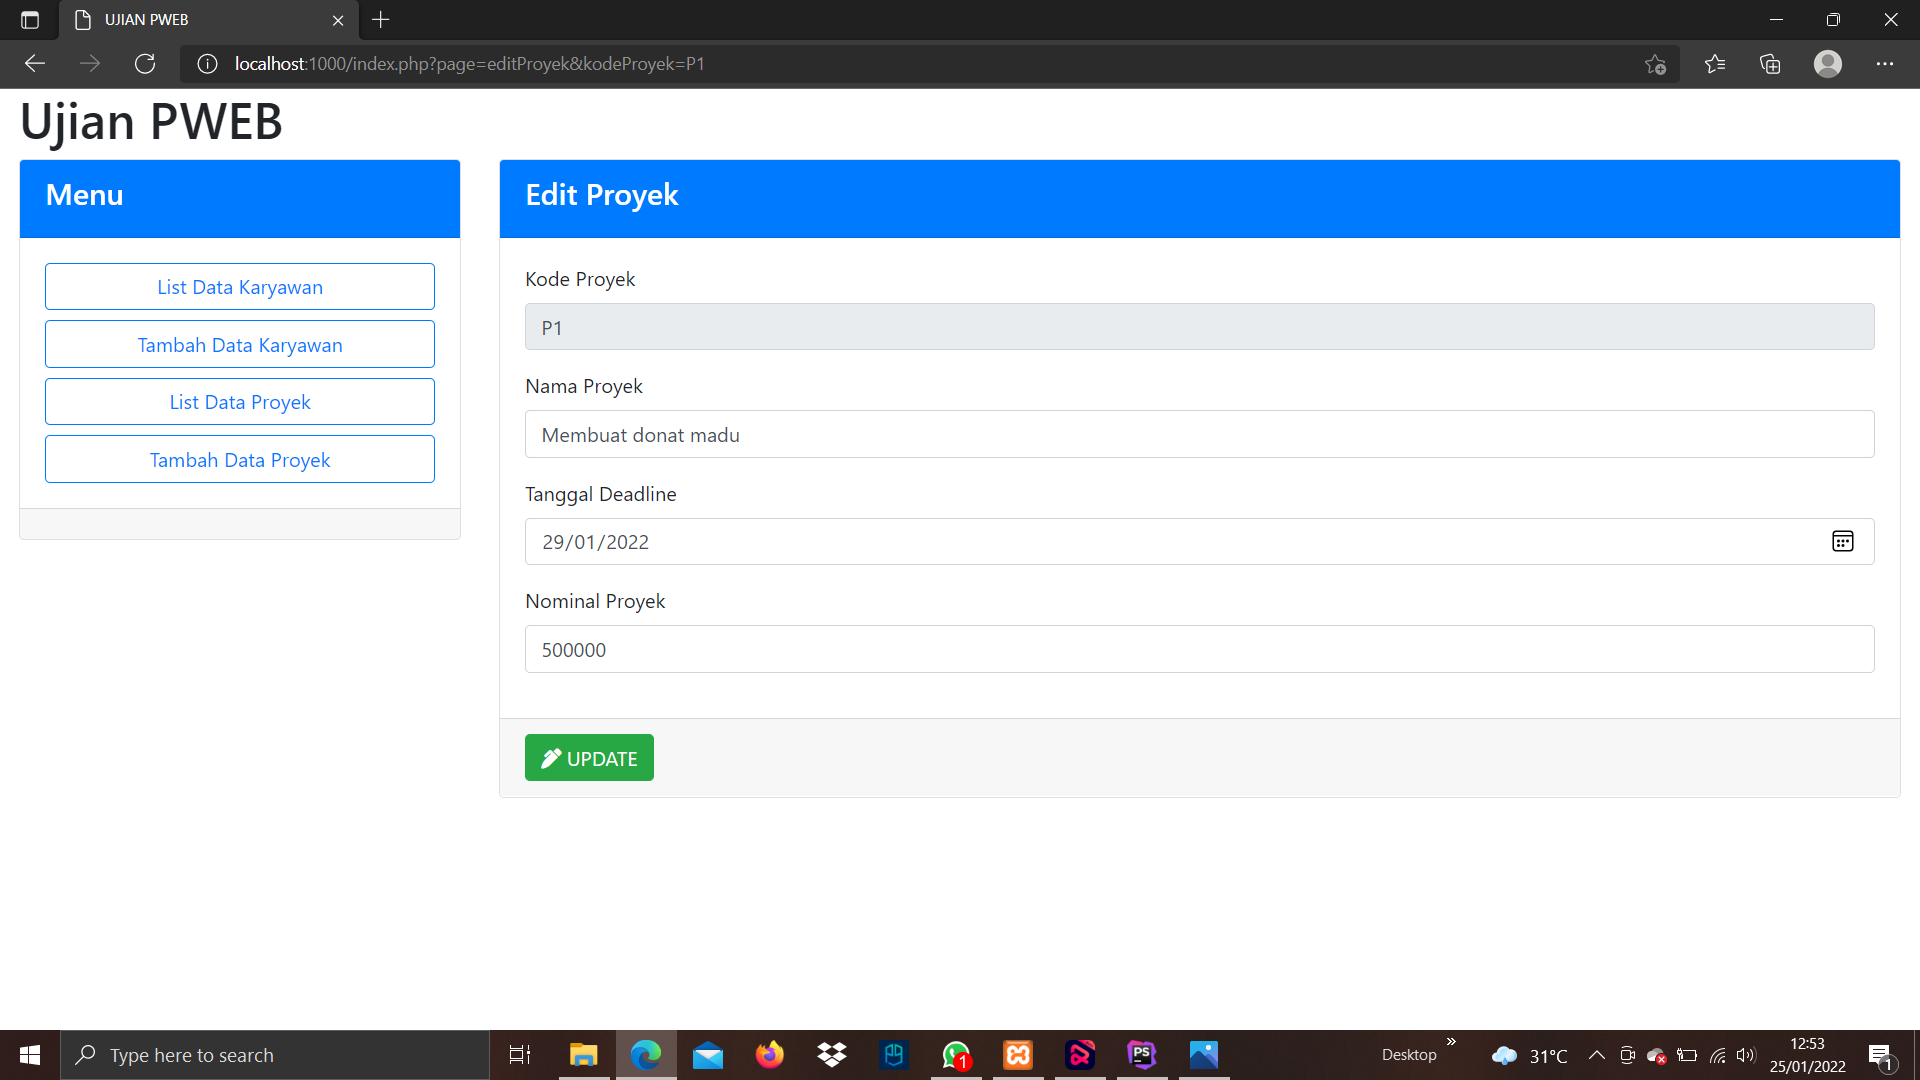 UJIAN PWEB
localhost:1000/index.php?page=editProyek&kodeProyek=P1
Ujian PWEB
Menu
List Data Karyawan
Tambah Data Karyawan
List Data Proyek
Tambah Data Proyek
Edit Proyek
Kode Proyek
P1
Nama Proyek
Membuat donat madu
Tanggal Deadline
29/01/2022
Nominal Proyek
500000
UPDATE
Type here to search
1
PS
Desktop
31°C
12:53
25/01/2022
1